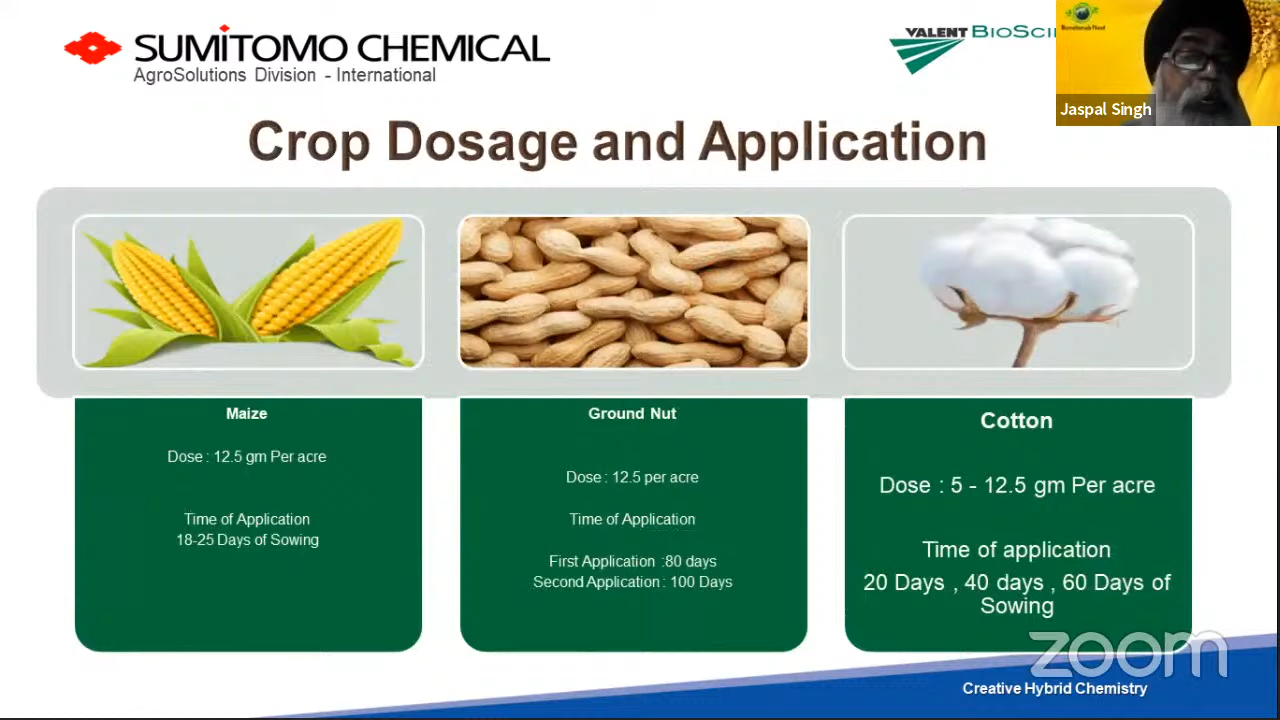 SUMITOMO CHEMICAL
AgroSolutions Division - International
VALENT
Jaspal Singh
Crop Dosage and Application
Maize
Dose : 12.5 gm Per acre
Time of Application
18-25 Days of Sowing
Ground Nut
Dose : 12.5 per acre
Time of Application
First Application :80 days
Second Application : 100 Days
Cotton
Dose : 5 - 12.5 gm Per acre
Time of application
20 Days , 40 days , 60 Days of
Sowing
zoom
Creative Hybrid Chemistry